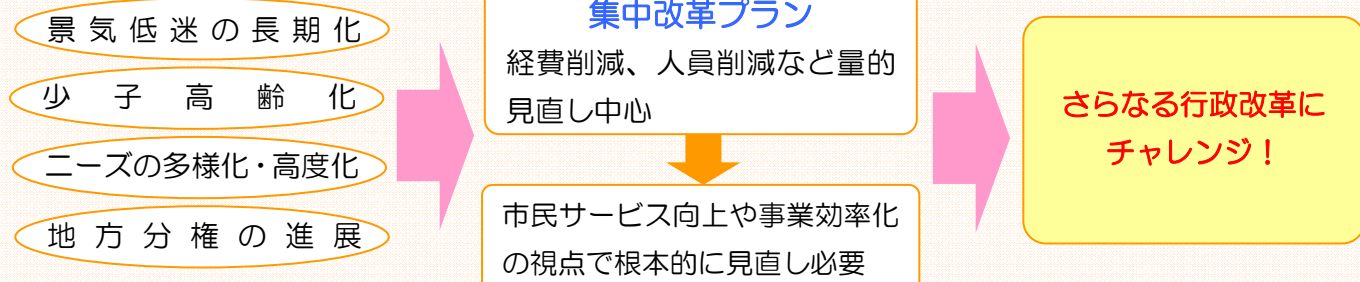 景気低迷の長期化
少子高齢化
ニーズの多様化・高度化
地方分権の進展
集中改革プラン
経費削減、人員削減など量的
見直し中心
市民サービス向上や事業効率化
の視点で根本的に見直し必要
さらなる行政改革に
チャレンジ！